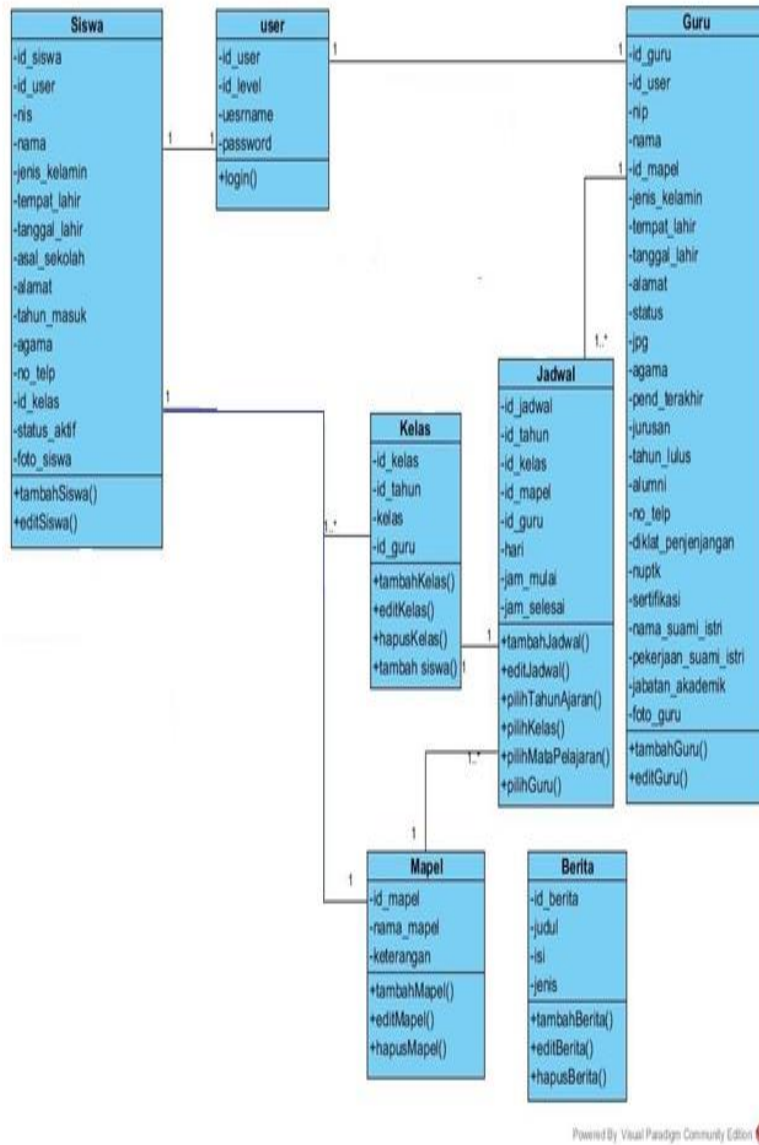 Siswa
-id_siswa
-id_user
-nis
-nama
-jenis_kelamin
-tempat_lahir
-tanggal_lahir
-asal_sekolah
-alamat
-tahun_masuk
-agama
-no_telp
-id_kelas
-status_aktif
-foto_siswa
+tambahSiswa()
+editSiswa()
user
-id_user
-id_level
-uesrname
-password
+login()
Guru
-id_guru
-id_user
-nip
-nama
-id_mapel
-jenis_kelamin
-tempat_lahir
-tanggal_lahir
-alamat
-status
-jpg
-agama
-pend_terakhir
-jurusan
-tahun_lulus
-alumni
-no_telp
-diklat_penjenjangan
-nuptk
-sertifikasi
-nama_suami_istri
-pekerjaan_suami_istri
-jabatan_akademik
-foto_guru
+tambahGuru()
+editGuru()
1
1
1
1
1
1..*
1
1..*
1
1
1..*
1
1
Kelas
-id_kelas
-id_tahun
-kelas
-id_guru
+tambahKelas()
+editKelas()
+hapusKelas()
+tambah siswa()
Jadwal
-id_jadwal
-id_tahun
-id_kelas
-id_mapel
-id_guru
-hari
-jam_mulai
-jam_selesai
+tambahJadwal()
+editJadwal()
+pilihTahunAjaran()
+pilihKelas()
+pilihMataPelajaran()
+pilihGuru()
Mapel
-id_mapel
-nama_mapel
-keterangan
+tambahMapel()
+editMapel()
+hapusMapel()
Berita
-id_berita
-judul
-isi
-jenis
+tambahBerita()
+editBerita()
+hapusBerita()
Powered By Visual Paradigm Community Edition